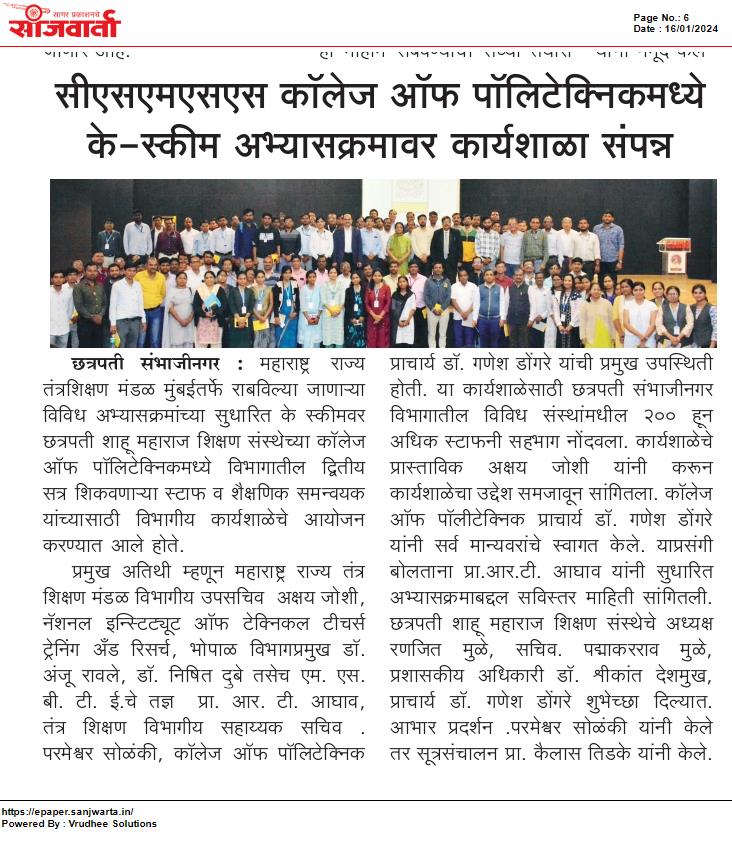 सागर प्रकाशनचे
सांजवार्ता
Page No.: 6
Date : 16/01/2024
जाणार आहे.
सीएसएमएसएस कॉलेज ऑफ पॉलिटेक्निकमध्ये
के-स्कीम अभ्यासक्रमावर कार्यशाळा संपन्न
छत्रपती संभाजीनगर : महाराष्ट्र राज्य
तंत्रशिक्षण मंडळ मुंबईतर्फे राबविल्या जाणाऱ्या
विविध अभ्यासक्रमांच्या सुधारित के स्कीमवर
छत्रपती शाहू महाराज शिक्षण संस्थेच्या कॉलेज
ऑफ पॉलिटेक्निकमध्ये विभागातील द्वितीय
सत्र शिकवणाऱ्या स्टाफ व शैक्षणिक समन्वयक
यांच्यासाठी विभागीय कार्यशाळेचे आयोजन
करण्यात आले होते.
प्रमुख अतिथी म्हणून महाराष्ट्र राज्य तंत्र
शिक्षण मंडळ विभागीय उपसचिव अक्षय जोशी,
नॅशनल इन्स्टिट्यूट ऑफ टेक्निकल टीचर्स
ट्रेनिंग अँड रिसर्च, भोपाळ विभागप्रमुख डॉ.
अंजू रावले, डॉ. निषित दुबे तसेच एम. एस.
बी. टी. ई.चे तज्ञ प्रा. आर. टी. आघाव,
तंत्र शिक्षण विभागीय सहाय्यक सचिव .
परमेश्वर सोळंकी, कॉलेज ऑफ पॉलिटेक्निक
प्राचार्य डॉ. गणेश डोंगरे यांची प्रमुख उपस्थिती
होती. या कार्यशाळेसाठी छत्रपती संभाजीनगर
विभागातील विविध संस्थांमधील २०० हून
अधिक स्टाफनी सहभाग नोंदवला. कार्यशाळेचे
प्रास्ताविक अक्षय जोशी यांनी करून
कार्यशाळेचा उद्देश समजावून सांगितला. कॉलेज
ऑफ पॉलीटेक्निक प्राचार्य डॉ. गणेश डोंगरे
यांनी सर्व मान्यवरांचे स्वागत केले. याप्रसंगी
बोलताना प्रा.आर.टी. आघाव यांनी सुधारित
अभ्यासक्रमाबद्दल सविस्तर माहिती सांगितली.
छत्रपती शाहू महाराज शिक्षण संस्थेचे अध्यक्ष
रणजित मुळे, सचिव. पद्माकरराव मुळे,
प्रशासकीय अधिकारी डॉ. श्रीकांत देशमुख,
प्राचार्य डॉ. गणेश डोंगरे शुभेच्छा दिल्यात.
आभार प्रदर्शन .परमेश्वर सोळंकी यांनी केले
तर सूत्रसंचालन प्रा. कैलास तिडके यांनी केले.
https://epaper.sanjwarta.in/
Powered By : Vrudhee Solutions